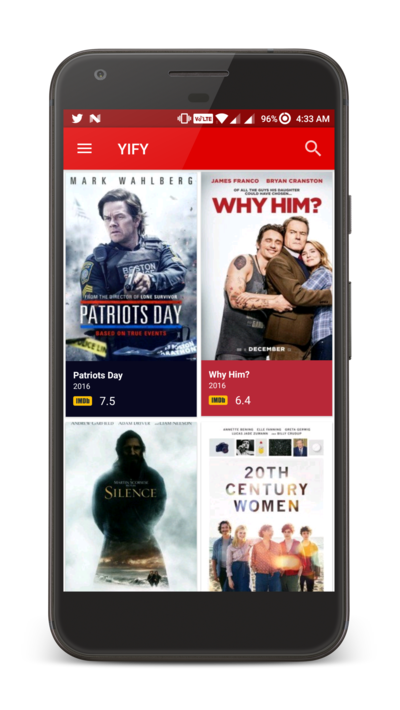 VoLTE 96% 4:33 AM
YIFY
MARK WAHLBERG
BOSTON
FROM THE DIRECTOR OF LONE SURVIVOR
PATRIOTS DAY
BASED ON TRUE EVENTS
Patriots Day
2016
IMDb 7.5
JAMES FRANCO BRYAN CRANSTON
OF ALL THE GUYS HIS DAUGHTER
COULD HAVE CHOSEN...
WHY HIM?
DECEMBER
Why Him?
2016
IMDb 6.4
ANDREW GARFIELD ADAM DRIVER LIAM NEESON
SILENCE
ANNETTE BENING ELLE FANNING GRETA GERWIG
LUCAS JADE ZUMANN AND BILLY CRUDUP
20TH
CENTURY
WOMEN